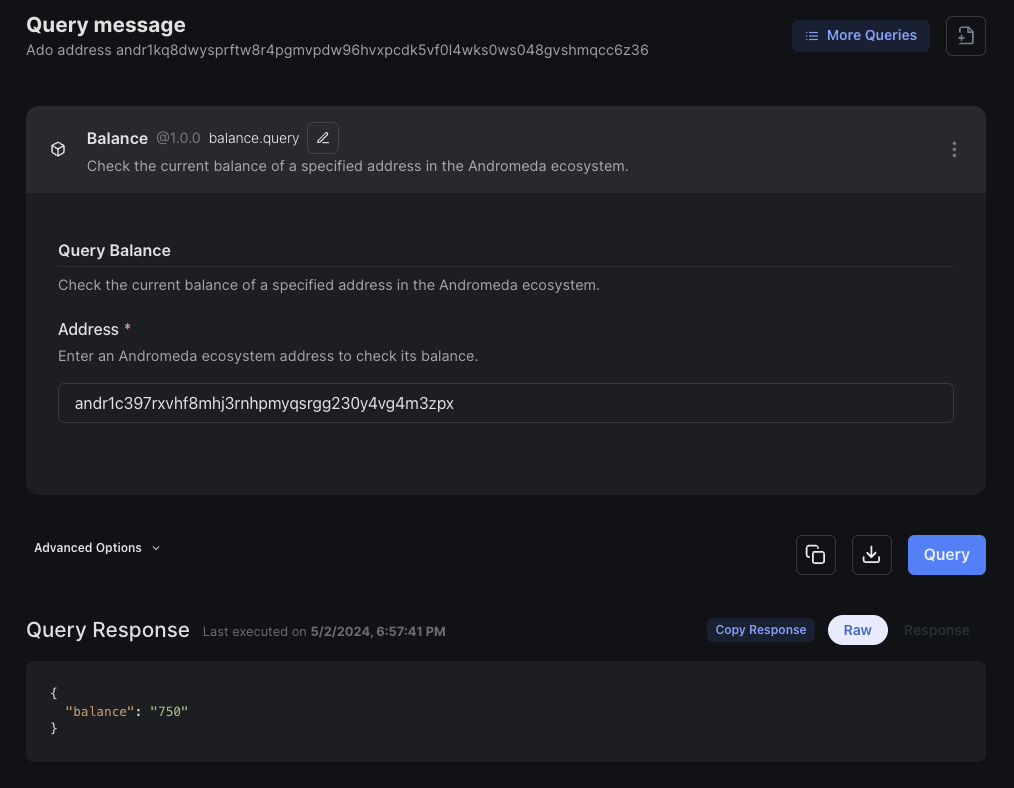 Query message
Ado address andr1kq8dwysprftw8r4pgmvpdw96hvxpcdk5vf0l4wks0ws048gvshmqcc6z36
More Queries
Balance @1.0.0 balance.query
Check the current balance of a specified address in the Andromeda ecosystem.
Query Balance
Check the current balance of a specified address in the Andromeda ecosystem.
Address *
Enter an Andromeda ecosystem address to check its balance.
andr1c397rxvhf8mhj3rnhpmyqsrgg230y4vg4m3zpx
Advanced Options
Query
Query Response Last executed on 5/2/2024, 6:57:41 PM
Copy Response Raw Response
{
"balance": "750"
}